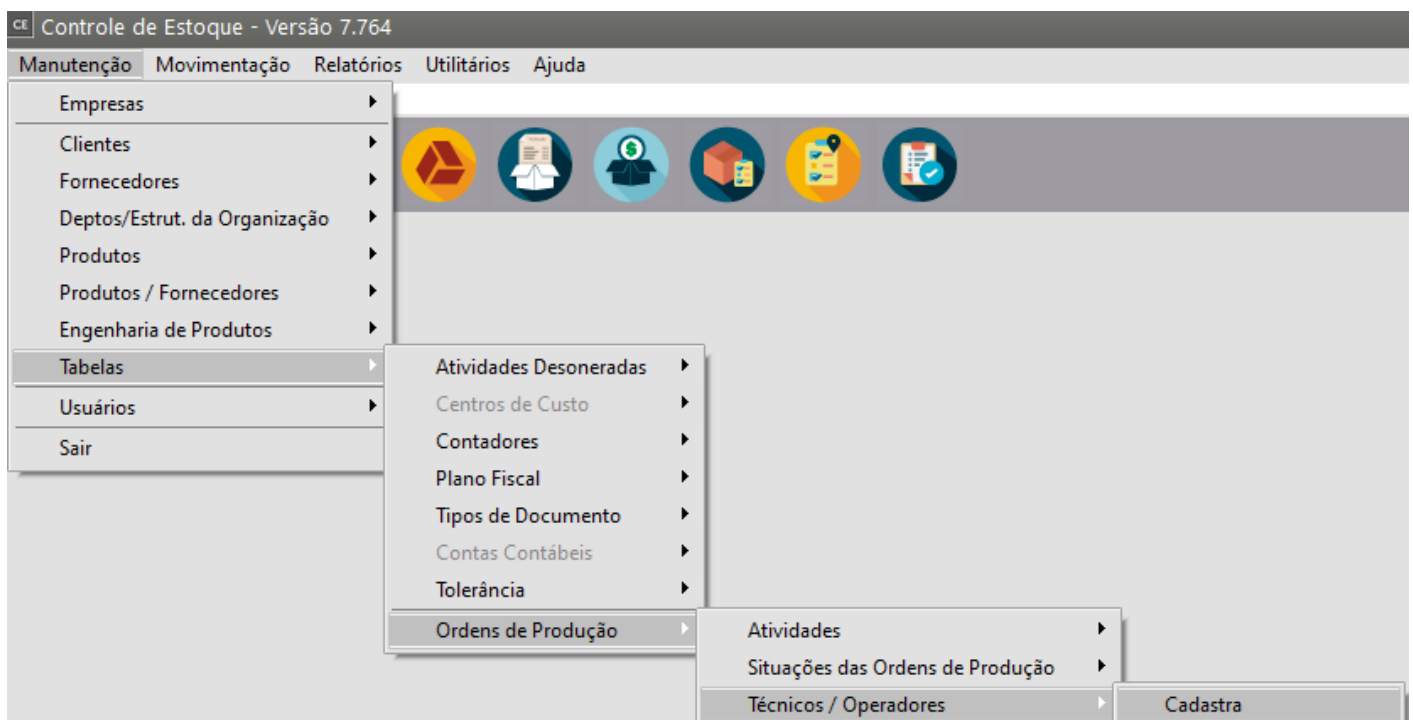 CE Controle de Estoque - Versão 7.764
Manutenção Movimentação Relatórios Utilitários Ajuda
Empresas
Clientes
Fornecedores
Deptos/Estrut. da Organização
Produtos
Produtos / Fornecedores
Engenharia de Produtos
Tabelas
Usuários
Sair
Atividades Desoneradas
Centros de Custo
Contadores
Plano Fiscal
Tipos de Documento
Contas Contábeis
Tolerância
Ordens de Produção
Atividades
Situações das Ordens de Produção
Técnicos / Operadores
Cadastra